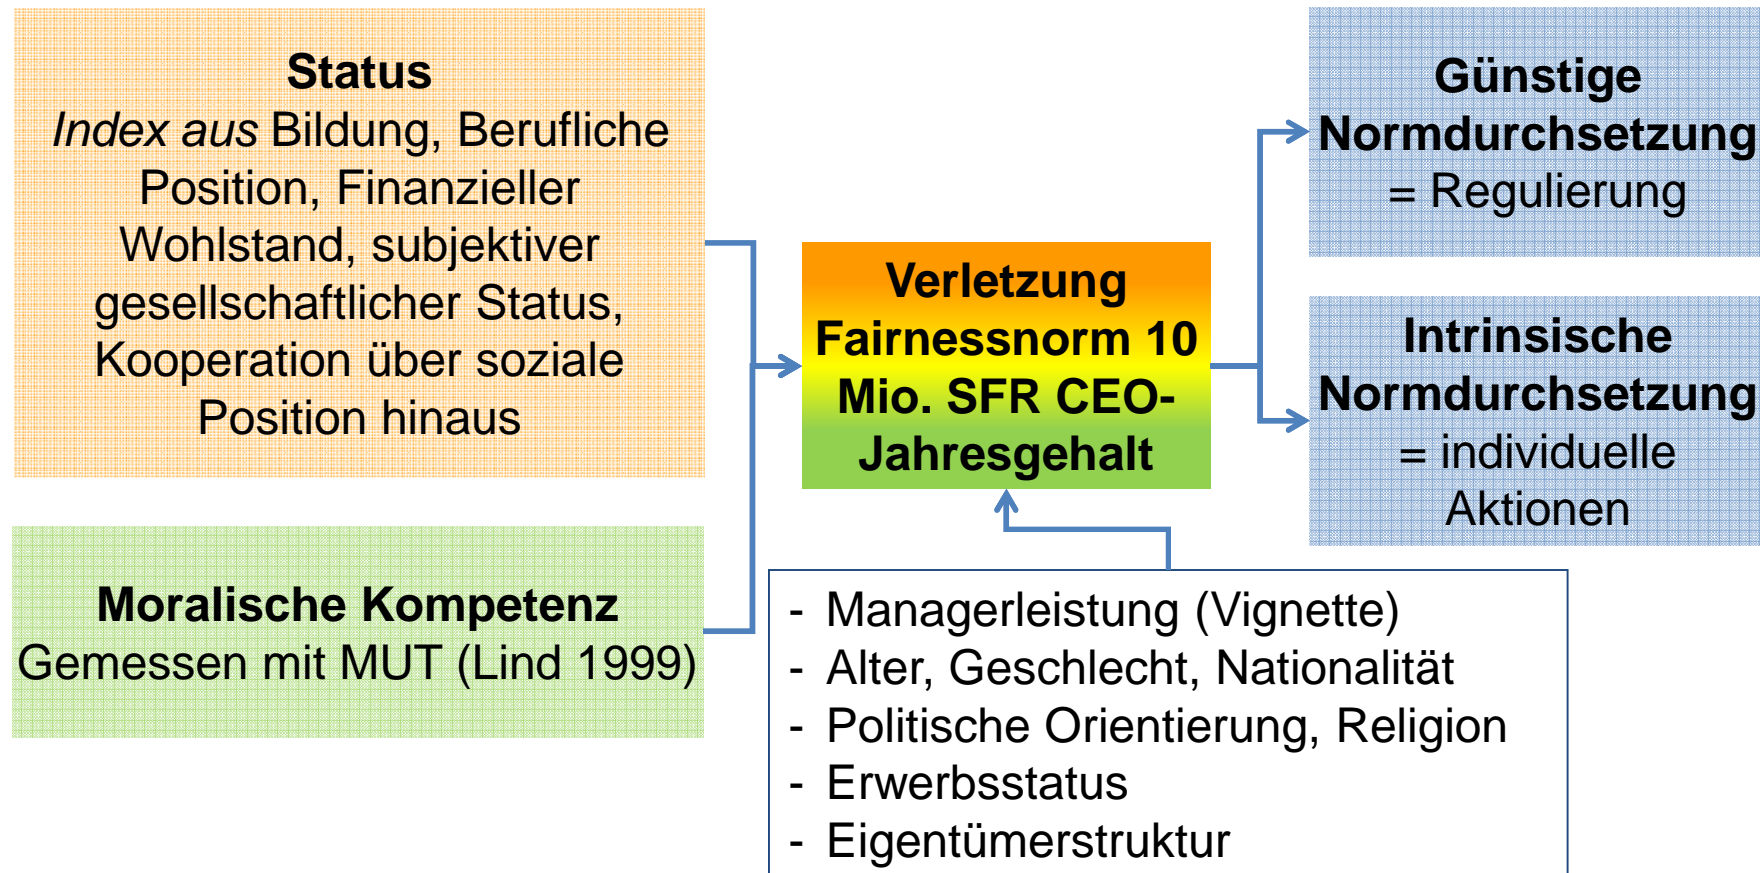 Status
Index aus Bildung, Berufliche
Position, Finanzieller
Wohlstand, subjektiver
gesellschaftlicher Status,
Kooperation über soziale
Position hinaus
Moralische Kompetenz
Gemessen mit MUT (Lind 1999)
Verletzung
Fairnessnorm 10
Mio. SFR CEO-
Jahresgehalt
- Managerleistung (Vignette)
- Alter, Geschlecht, Nationalität
- Politische Orientierung, Religion
- Erwerbsstatus
- Eigentümerstruktur
Günstige
Normdurchsetzung
= Regulierung
Intrinsische
Normdurchsetzung
= individuelle
Aktionen